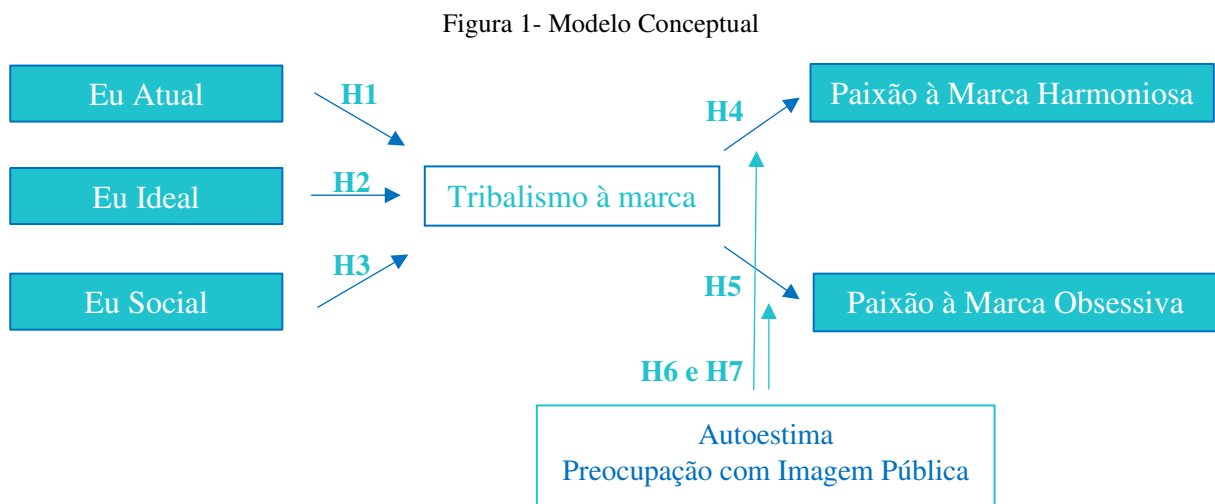 Figura 1- Modelo Conceptual
Eu Atual
H1
H4
Paixão à Marca Harmoniosa
Eu Ideal
H2
Tribalismo à marca
Eu Social
H3
H5
Paixão à Marca Obsessiva
H6 e H7
Autoestima
Preocupação com Imagem Pública